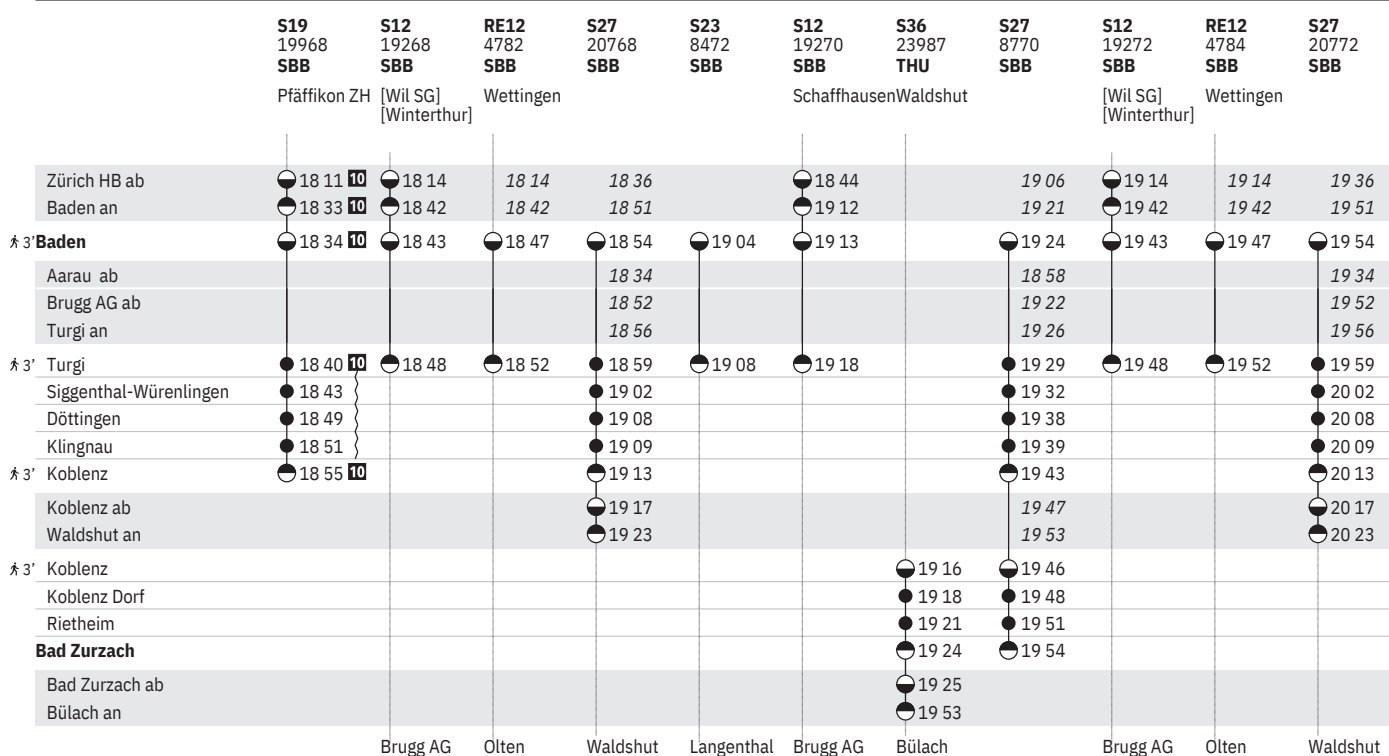 S19 S12 RE12 S27 S23 S12 S36 S27 S12 RE12 S27
19968 19268 4782 20768 8472 19270 23987 8770 19272 4784 20772
SBB SBB SBB SBB SBB SBB THU SBB SBB SBB SBB
Pfäffikon ZH [Wil SG] Wettingen Schaffhausen Waldshut [Wil SG] Wettingen
[Winterthur] [Winterthur]
Zürich HB ab 18 11 10 18 14 18 14 18 36 18 44 19 06 19 14 19 14 19 36
Baden an 18 33 10 18 42 18 42 18 51 19 12 19 21 19 42 19 42 19 51
3' Baden 18 34 10 18 43 18 47 18 54 19 04 19 13 19 24 19 43 19 47 19 54
Aarau ab 18 34 18 58 19 34
Brugg AG ab 18 52 19 22 19 52
Turgi an 18 56 19 26 19 56
3' Turgi 18 40 10 18 48 18 52 18 59 19 08 19 18 19 29 19 48 19 52 19 59
Siggenthal-Würenlingen 18 43 19 02 19 32 20 02
Döttingen 18 49 19 08 19 38 20 08
Klingnau 18 51 19 09 19 39 20 09
3' Koblenz 18 55 10 19 13 19 43 20 13
Koblenz ab 19 17 19 47 20 17
Waldshut an 19 23 19 53 20 23
3' Koblenz 19 16 19 46
Koblenz Dorf 19 18 19 48
Rietheim 19 21 19 51
Bad Zurzach 19 24 19 54
Bad Zurzach ab 19 25
Bülach an 19 53
Brugg AG Olten Waldshut Langenthal Brugg AG Bülach Brugg AG Olten Waldshut